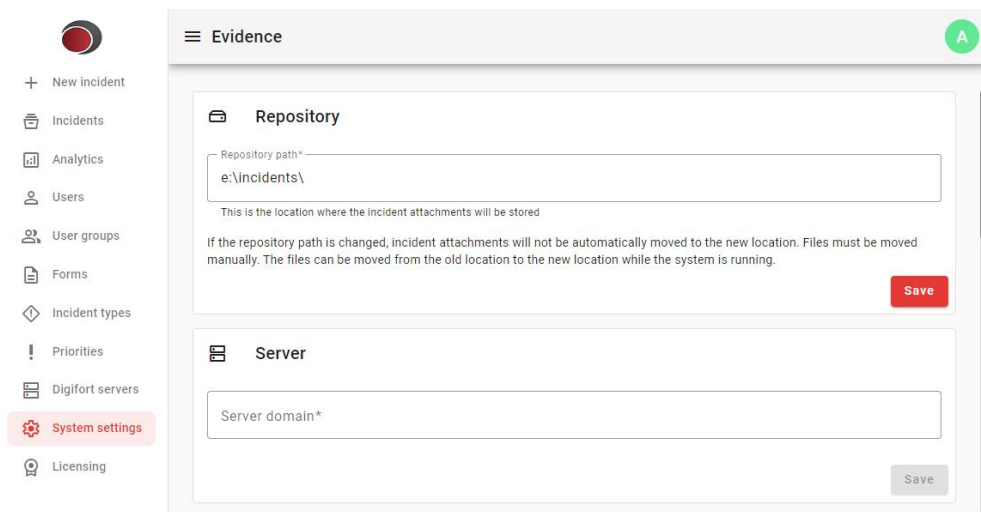 Evidence
A
New incident
Incidents
Analytics
Users
User groups
Forms
Incident types
Priorities
Digifort servers
System settings
Licensing
Repository
Repository path*
e:\incidents\
This is the location where the incident attachments will be stored
If the repository path is changed, incident attachments will not be automatically moved to the new location. Files must be moved
manually. The files can be moved from the old location to the new location while the system is running.
Save
Server
Server domain*
Save